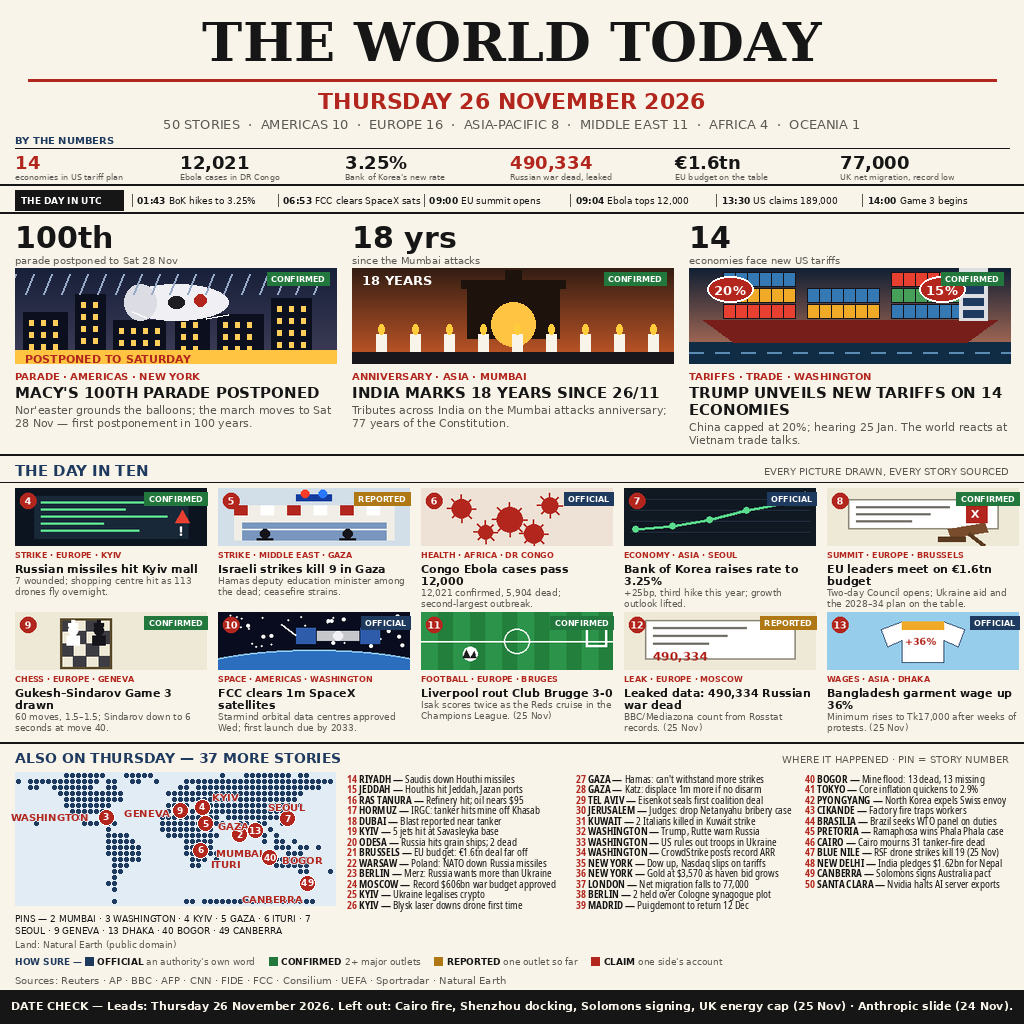 THE WORLD TODAY
THURSDAY 26 NOVEMBER 2026
50 STORIES · AMERICAS 10 · EUROPE 16 · ASIA-PACIFIC 8 · MIDDLE EAST 11 · AFRICA 4 · OCEANIA 1
BY THE NUMBERS
14
economies in US tariff plan
12,021
Ebola cases in DR Congo
3.25%
Bank of Korea's new rate
490,334
Russian war dead, leaked
€1.6tn
EU budget on the table
77,000
UK net migration, record low
THE DAY IN UTC
01:43 BoK hikes to 3.25%
06:53 FCC clears SpaceX sats
09:00 EU summit opens
09:04 Ebola tops 12,000
13:30 US claims 189,000
14:00 Game 3 begins
100th
parade postponed to Sat 28 Nov
CONFIRMED
POSTPONED TO SATURDAY
PARADE · AMERICAS · NEW YORK
MACY'S 100TH PARADE POSTPONED
Nor'easter grounds the balloons; the march moves to Sat
28 Nov — first postponement in 100 years.
18 yrs
since the Mumbai attacks
18 YEARS
CONFIRMED
ANNIVERSARY · ASIA · MUMBAI
INDIA MARKS 18 YEARS SINCE 26/11
Tributes across India on the Mumbai attacks anniversary;
77 years of the Constitution.
14
economies face new US tariffs
CONFIRMED
20%
15%
TARIFFS · TRADE · WASHINGTON
TRUMP UNVEILS NEW TARIFFS ON 14
ECONOMIES
China capped at 20%; hearing 25 Jan. The world reacts at
Vietnam trade talks.
THE DAY IN TEN
EVERY PICTURE DRAWN, EVERY STORY SOURCED
4
CONFIRMED
!
STRIKE · EUROPE · KYIV
Russian missiles hit Kyiv mall
7 wounded; shopping centre hit as 113
drones fly overnight.
5
REPORTED
STRIKE · MIDDLE EAST · GAZA
Israeli strikes kill 9 in Gaza
Hamas deputy education minister among
the dead; ceasefire strains.
6
OFFICIAL
HEALTH · AFRICA · DR CONGO
Congo Ebola cases pass
12,000
12,021 confirmed, 5,904 dead;
second-largest outbreak.
7
OFFICIAL
ECONOMY · ASIA · SEOUL
Bank of Korea raises rate to
3.25%
+25bp, third hike this year; growth
outlook lifted.
8
CONFIRMED
X
SUMMIT · EUROPE · BRUSSELS
EU leaders meet on €1.6tn
budget
Two-day Council opens; Ukraine aid and
the 2028–34 plan on the table.
9
CONFIRMED
CHESS · EUROPE · GENEVA
Gukesh–Sindarov Game 3
drawn
60 moves, 1.5–1.5; Sindarov down to 6
seconds at move 40.
10
OFFICIAL
SPACE · AMERICAS · WASHINGTON
FCC clears 1m SpaceX
satellites
Starmind orbital data centres approved
Wed; first launch due by 2033.
11
CONFIRMED
FOOTBALL · EUROPE · BRUGES
Liverpool rout Club Brugge 3-0
Isak scores twice as the Reds cruise in the
Champions League. (25 Nov)
12
REPORTED
490,334
LEAK · EUROPE · MOSCOW
Leaked data: 490,334 Russian
war dead
BBC/Mediazona count from Rosstat
records. (25 Nov)
13
OFFICIAL
+36%
WAGES · ASIA · DHAKA
Bangladesh garment wage up
36%
Minimum rises to Tk17,000 after weeks of
protests. (25 Nov)
ALSO ON THURSDAY — 37 MORE STORIES
WHERE IT HAPPENED · PIN = STORY NUMBER
WASHINGTON
3
GENEVA
9
KYIV
4
5
GAZA
2
13
SEOUL
7
6
MUMBAI
ITURI
40
BOGOR
49
CANBERRA
PINS — 2 MUMBAI · 3 WASHINGTON · 4 KYIV · 5 GAZA · 6 ITURI · 7
SEOUL · 9 GENEVA · 13 DHAKA · 40 BOGOR · 49 CANBERRA
Land: Natural Earth (public domain)
14 RIYADH — Saudis down Houthi missiles
15 JEDDAH — Houthis hit Jeddah, Jazan ports
16 RAS TANURA — Refinery hit; oil nears $95
17 HORMUZ — IRGC: tanker hits mine off Khasab
18 DUBAI — Blast reported near tanker
19 KYIV — 5 jets hit at Savasleyka base
20 ODESA — Russia hits grain ships; 2 dead
21 BRUSSELS — EU budget: €1.6tn deal far off
22 WARSAW — Poland: NATO down Russia missiles
23 BERLIN — Merz: Russia wants more than Ukraine
24 MOSCOW — Record $606bn war budget approved
25 KYIV — Ukraine legalises crypto
26 KYIV — Blysk laser downs drone first time
27 GAZA — Hamas: can't withstand more strikes
28 GAZA — Katz: displace 1m more if no disarm
29 TEL AVIV — Eisenkot seals first coalition deal
30 JERUSALEM — Judges: drop Netanyahu bribery case
31 KUWAIT — 2 Italians killed in Kuwait strike
32 WASHINGTON — Trump, Rutte warn Russia
33 WASHINGTON — US rules out troops in Ukraine
34 WASHINGTON — CrowdStrike posts record ARR
35 NEW YORK — Dow up, Nasdaq slips on tariffs
36 NEW YORK — Gold at $3,570 as haven bid grows
37 LONDON — Net migration falls to 77,000
38 BERLIN — 2 held over Cologne synagogue plot
39 MADRID — Puigdemont to return 12 Dec
40 BOGOR — Mine flood: 13 dead, 13 missing
41 TOKYO — Core inflation quickens to 2.9%
42 PYONGYANG — North Korea expels Swiss envoy
43 CIKANDE — Factory fire traps workers
44 BRASILIA — Brazil seeks WTO panel on duties
45 PRETORIA — Ramaphosa wins Phala Phala case
46 CAIRO — Cairo mourns 31 tanker-fire dead
47 BLUE NILE — RSF drone strikes kill 19 (25 Nov)
48 NEW DELHI — India pledges $1.62bn for Nepal
49 CANBERRA — Solomons signs Australia pact
50 SANTA CLARA — Nvidia halts AI server exports
HOW SURE — OFFICIAL an authority's own word CONFIRMED 2+ major outlets REPORTED one outlet so far CLAIM one side's account
Sources: Reuters · AP · BBC · AFP · CNN · FIDE · FCC · Consilium · UEFA · Sportradar · Natural Earth
DATE CHECK — Leads: Thursday 26 November 2026. Left out: Cairo fire, Shenzhou docking, Solomons signing, UK energy cap (25 Nov) · Anthropic slide (24 Nov).